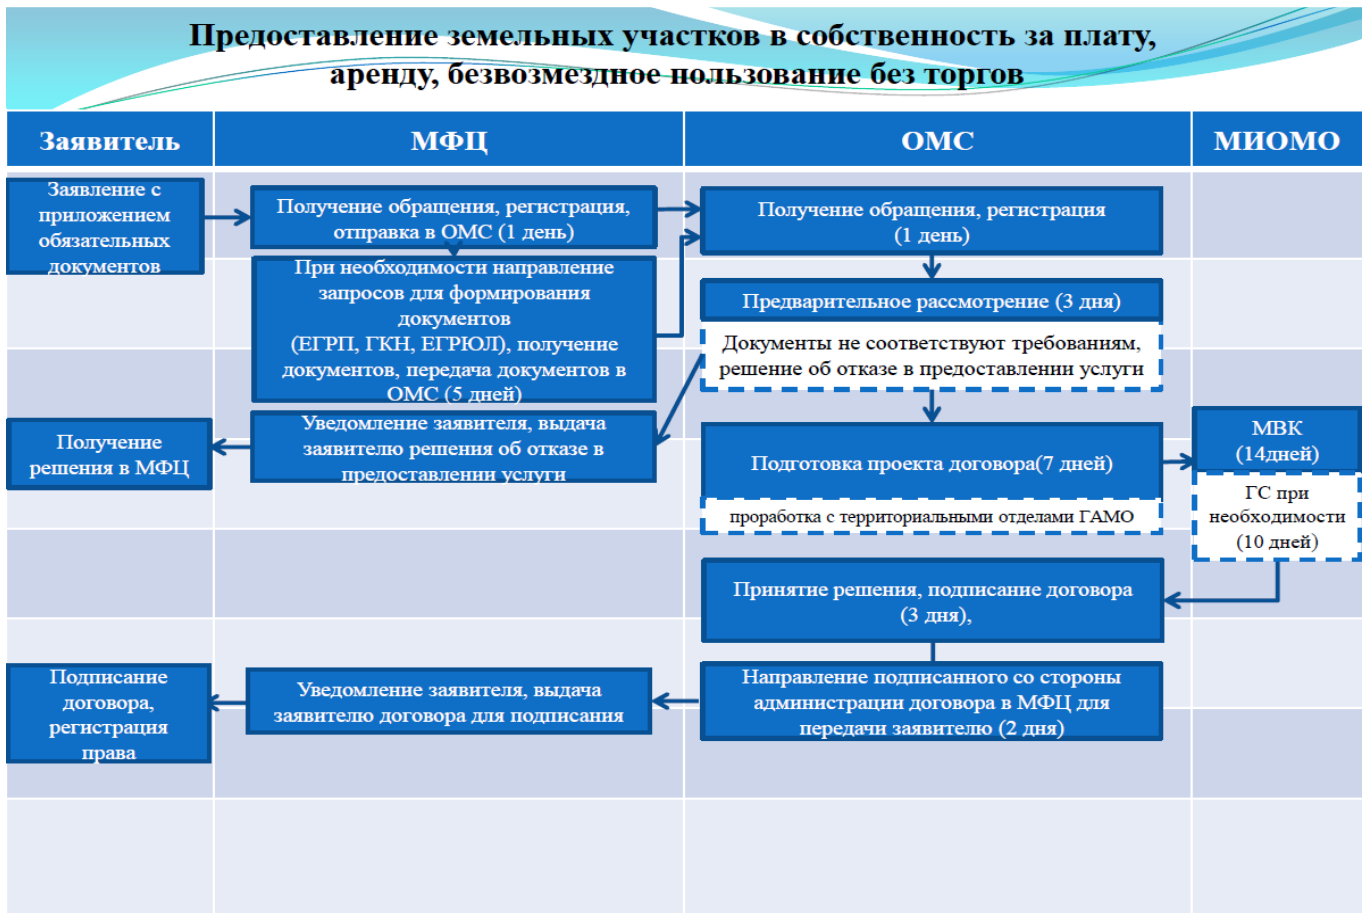 Предоставление земельных участков в собственность за плату,
аренду, безвозмездное пользование без торгов
Заявитель
МФЦ
ОМС
МИОМО
Заявление с
приложением
обязательных
документов
Получение обращения, регистрация,
отправка в ОМС (1 день)
Получение обращения, регистрация
(1 день)
При необходимости направление
запросов для формирования
документов
(ЕГРП, ГКН, ЕГРЮЛ), получение
документов, передача документов в
ОМС (5 дней)
Предварительное рассмотрение (3 дня)
Документы не соответствуют требованиям,
решение об отказе в предоставлении услуги
Получение
решения в МФЦ
Уведомление заявителя, выдача
заявителю решения об отказе в
предоставлении услуги
Подготовка проекта договора(7 дней)
проработка с территориальными отделами ГАМО
МВК
(14дней)
ГС при
необходимости
(10 дней)
Принятие решения, подписание договора
(3 дня),
Подписание
договора,
регистрация
права
Уведомление заявителя, выдача
заявителю договора для подписания
Направление подписанного со стороны
администрации договора в МФЦ для
передачи заявителю (2 дня)